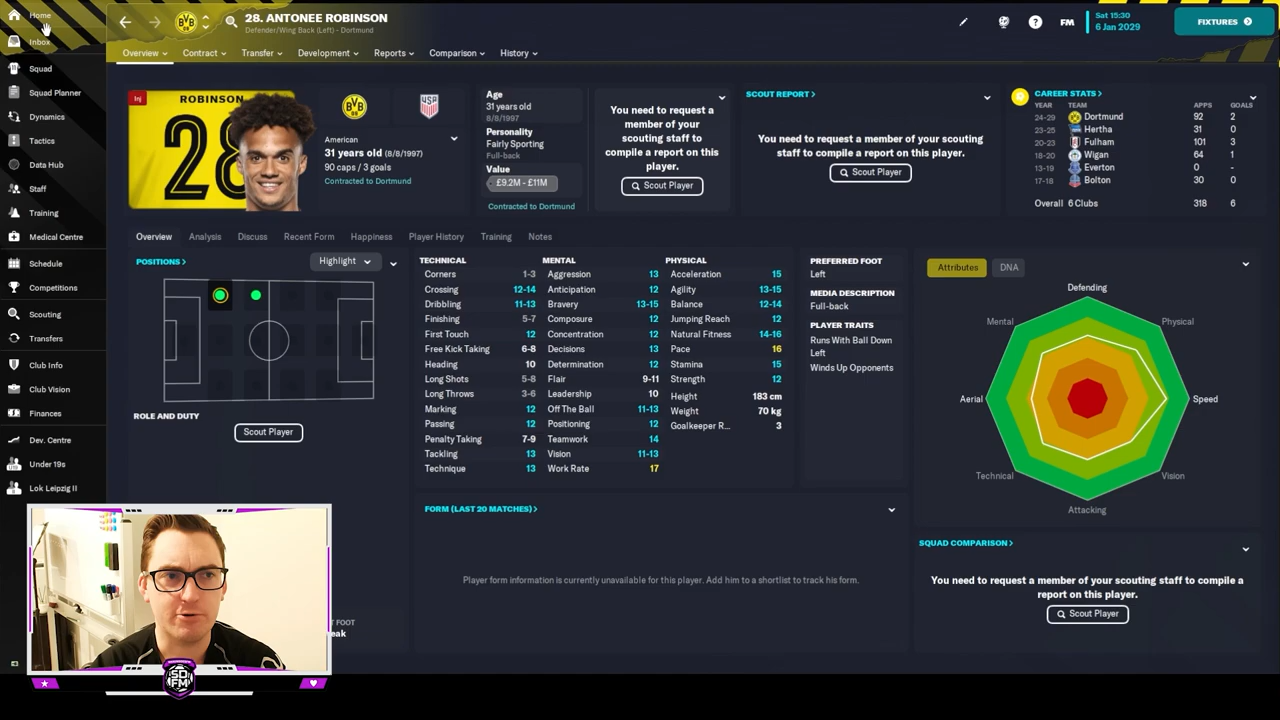 Home
Inbox
Squad
Squad Planner
Dynamics
Tactics
Data Hub
Staff
Training
Medical Centre
Schedule
Competitions
Scouting
Transfers
Club Info
Club Vision
Finances
Dev. Centre
Under 19s
Lok Leipzig II
28. ANTONEE ROBINSON
Defender/Wing Back (Left) - Dortmund
FM
Sat 15:30
6 Jan 2029
FIXTURES
Overview
Contract
Transfer
Development
Reports
Comparison
History
Inj
ROBINSON
28
American
31 years old (8/8/1997)
90 caps / 3 goals
Contracted to Dortmund
Age
31 years old
8/8/1997
Personality
Fairly Sporting
Full-back
Value
£9.2M - £11M
Contracted to Dortmund
You need to request a
member of your
scouting staff to
compile a report on this
player.
Scout Player
SCOUT REPORT >
You need to request a member of your scouting
staff to compile a report on this player.
Scout Player
CAREER STATS >
YEAR TEAM APPS GOALS
24-29 Dortmund 92 2
23-25 Hertha 31 0
20-23 Fulham 101 3
18-20 Wigan 64 1
13-19 Everton 0 -
17-18 Bolton 30 0
Overall 6 Clubs 318 6
Overview Analysis Discuss Recent Form Happiness Player History Training Notes
POSITIONS >
Highlight
ROLE AND DUTY
Scout Player
TECHNICAL
Corners 1-3
Crossing 12-14
Dribbling 11-13
Finishing 5-7
First Touch 12
Free Kick Taking 6-8
Heading 10
Long Shots 5-8
Long Throws 3-6
Marking 12
Passing 12
Penalty Taking 7-9
Tackling 13
Technique 13
MENTAL
Aggression 13
Anticipation 12
Bravery 13-15
Composure 12
Concentration 12
Decisions 13
Determination 12
Flair 9-11
Leadership 10
Off The Ball 11-13
Positioning 12
Teamwork 14
Vision 11-13
Work Rate 17
PHYSICAL
Acceleration 15
Agility 13-15
Balance 12-14
Jumping Reach 12
Natural Fitness 14-16
Pace 16
Stamina 15
Strength 12
Height 183 cm
Weight 70 kg
Goalkeeper R... 3
PREFERRED FOOT
Left
MEDIA DESCRIPTION
Full-back
PLAYER TRAITS
Runs With Ball Down
Left
Winds Up Opponents
Attributes
DNA
Defending
Mental
Physical
Aerial
Speed
Technical
Vision
Attacking
FORM (LAST 20 MATCHES) >
Player form information is currently unavailable for this player. Add him to a shortlist to track his form.
SQUAD COMPARISON >
You need to request a member of your scouting staff to compile a
report on this player.
Scout Player
FOOT
eak
SD
FM